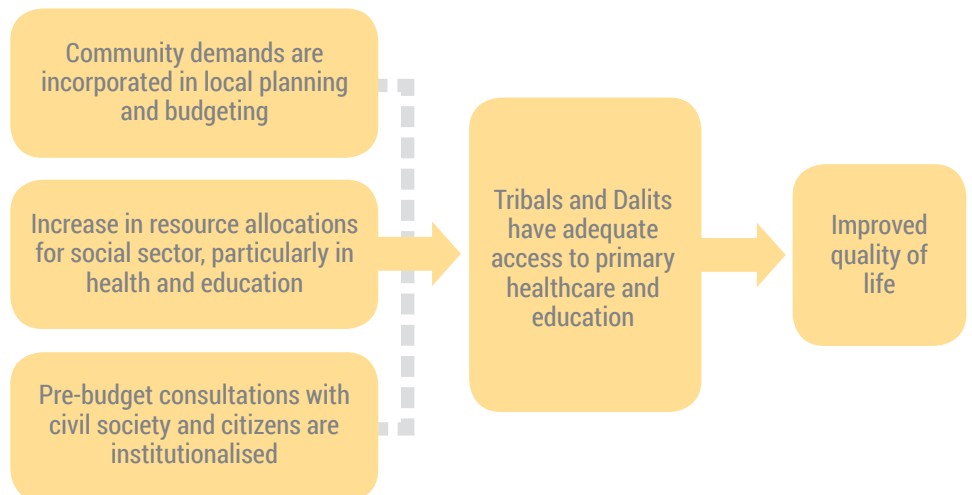 Community demands are
incorporated in local planning
and budgeting
Increase in resource allocations
for social sector, particularly in
health and education
Pre-budget consultations with
civil society and citizens are
institutionalised
Tribals and Dalits
have adequate
access to primary
healthcare and
education
Improved
quality of
life